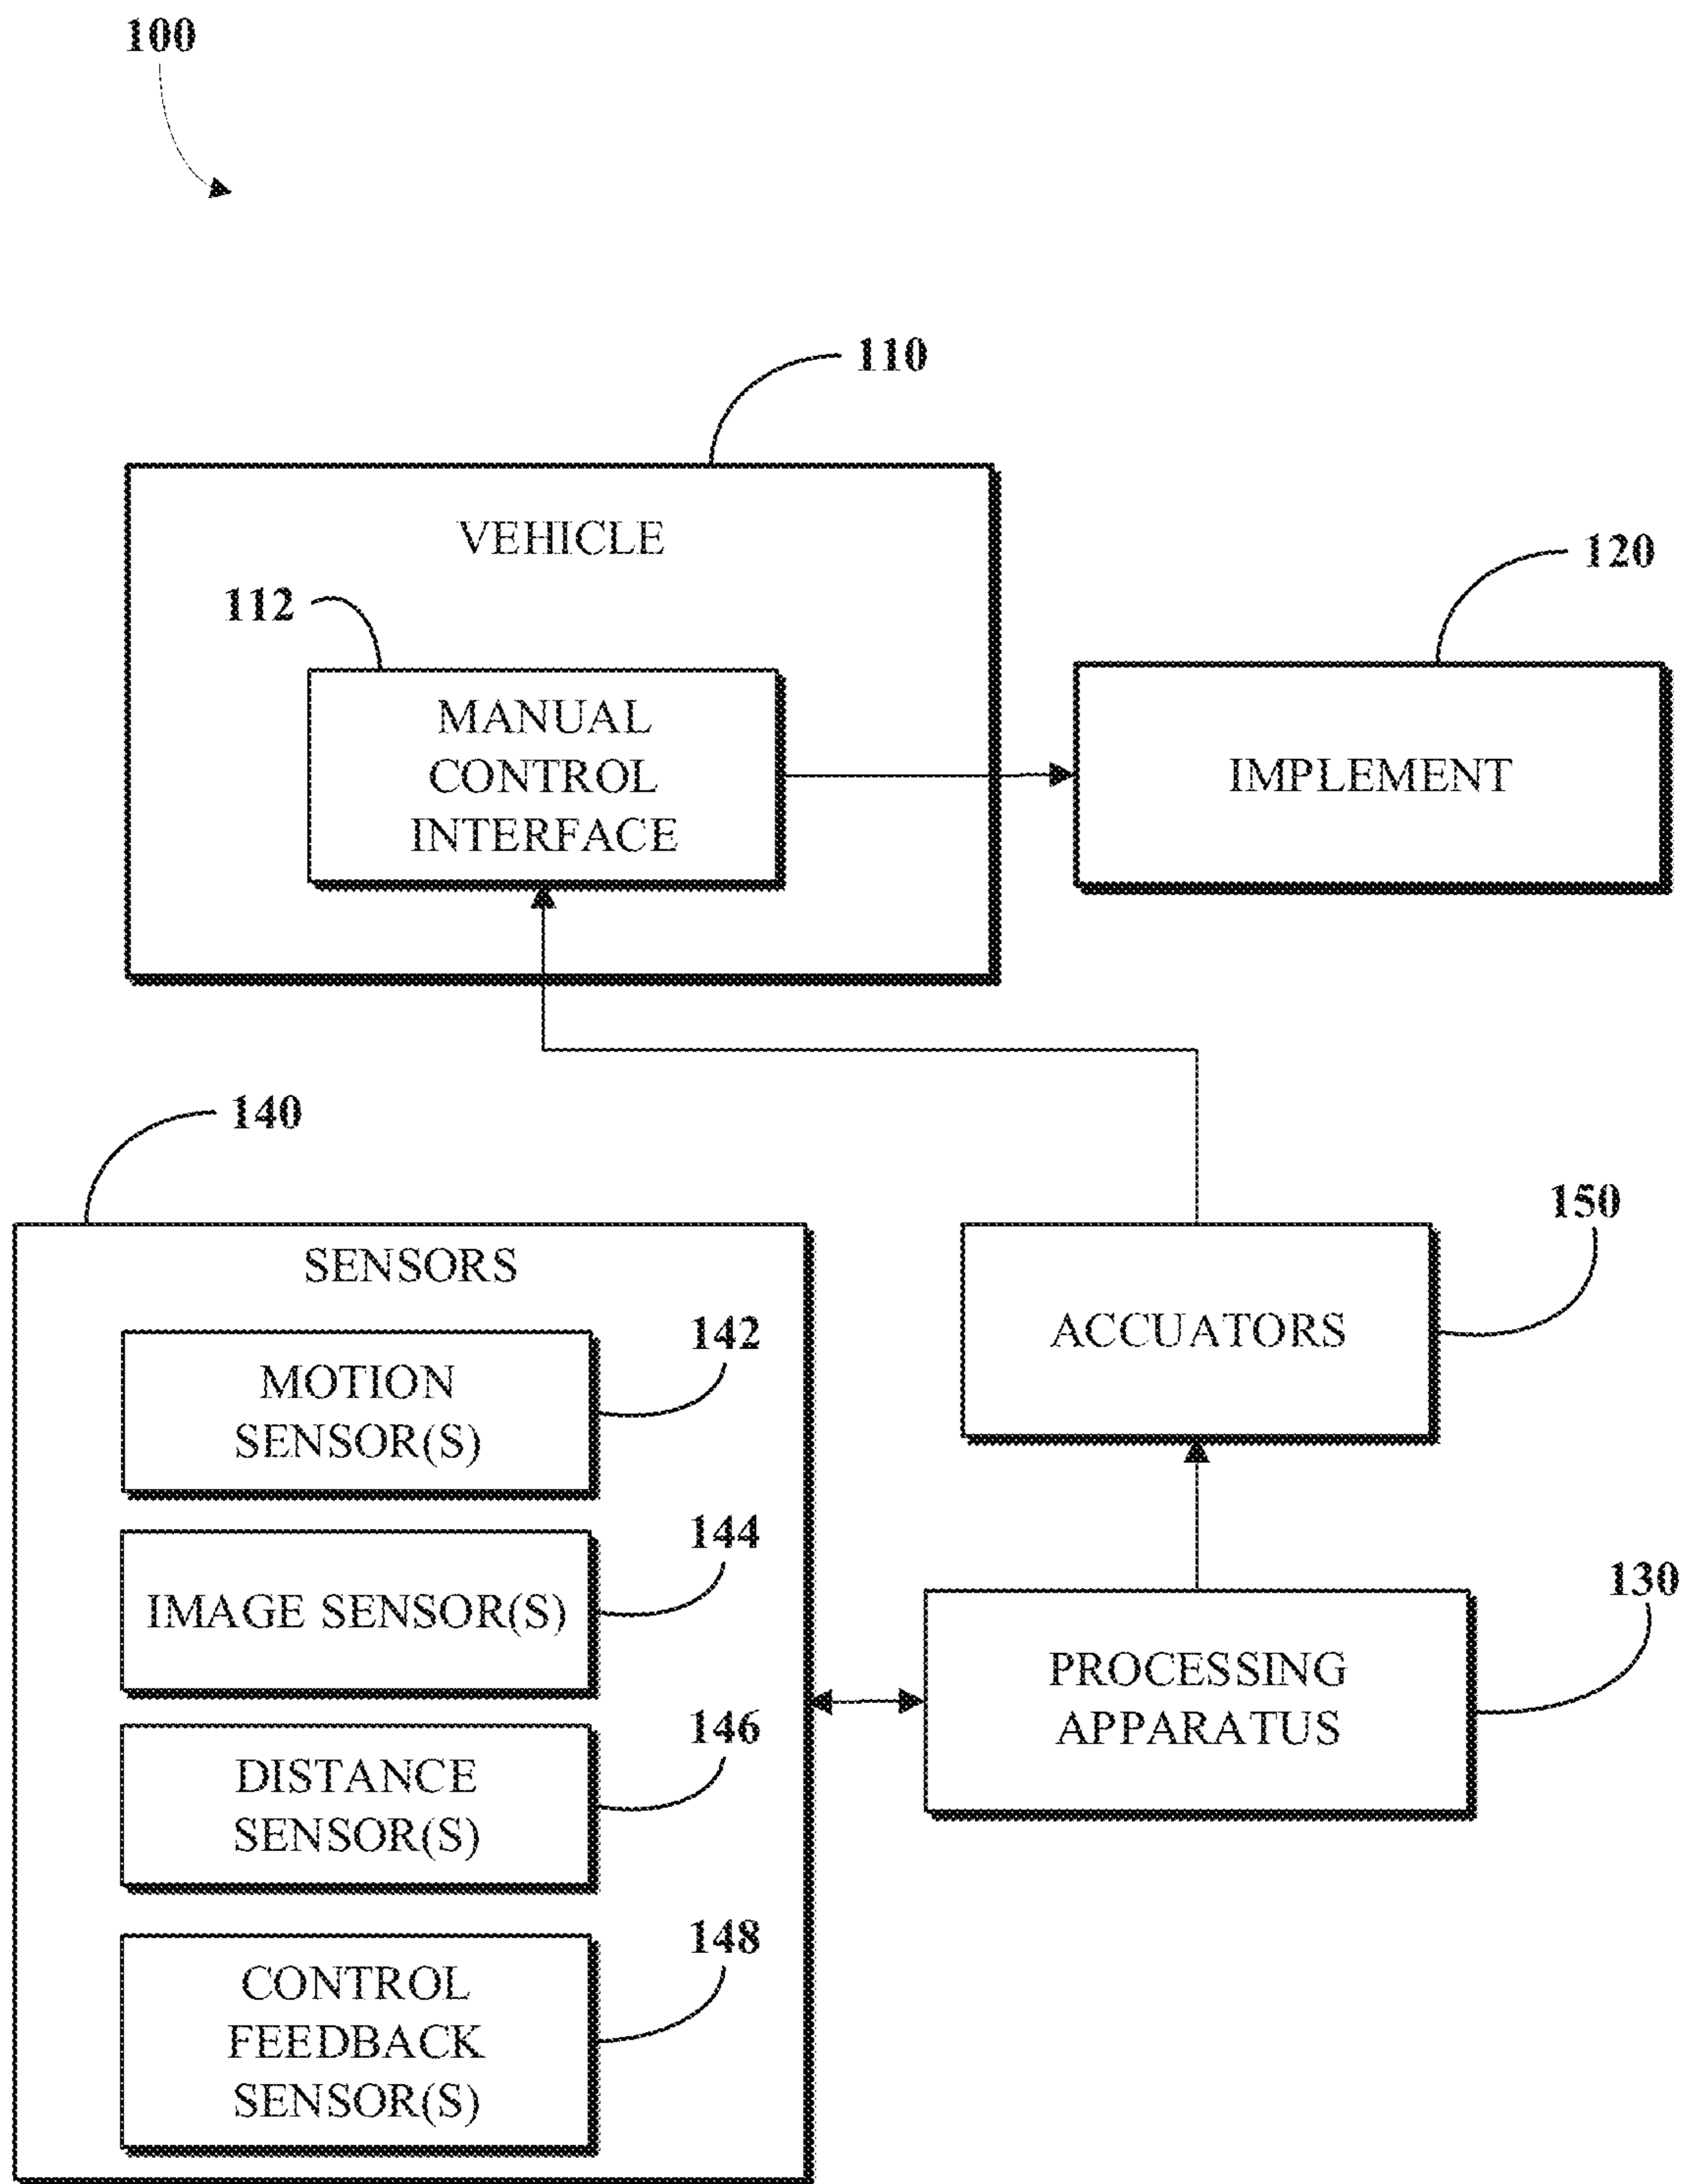 100
110
VEHICLE
112
MANUAL
CONTROL
INTERFACE
120
IMPLEMENT
140
SENSORS
142
MOTION
SENSOR(S)
144
IMAGE SENSOR(S)
146
DISTANCE
SENSOR(S)
148
CONTROL
FEEDBACK
SENSOR(S)
150
ACCUATORS
130
PROCESSING
APPARATUS